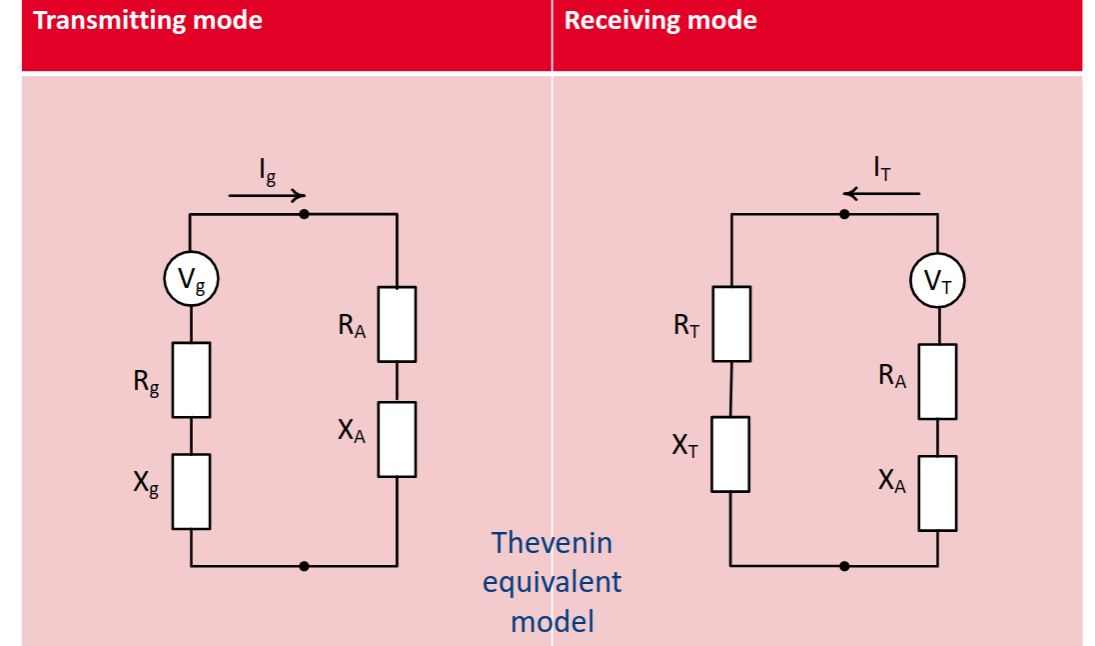 Transmitting mode
Receiving mode
I_g
I_T
V_g
V_T
R_A
R_T
R_g
R_A
X_A
X_T
X_g
X_A
Thevenin
equivalent
model